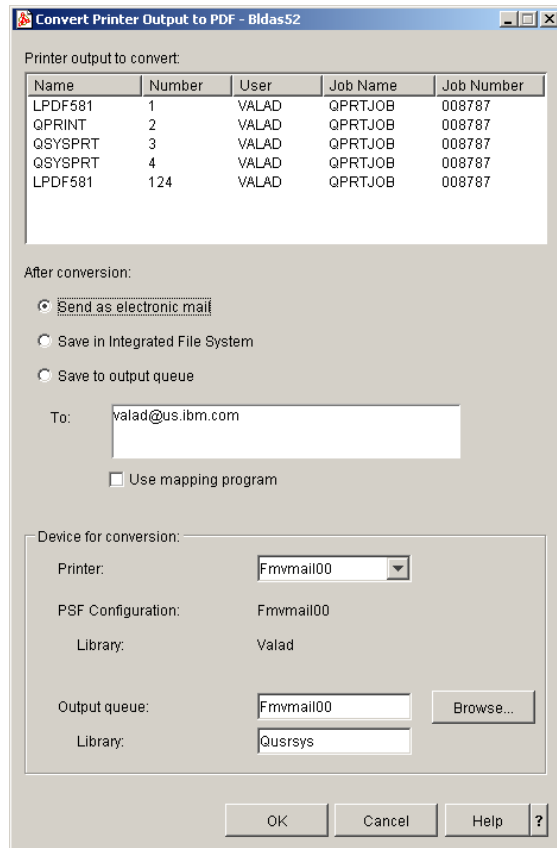 Convert Printer Output to PDF - Bldas52
Printer output to convert:
Name Number User Job Name Job Number
LPDF581 1 VALAD QPRTJOB 008787
QPRINT 2 VALAD QPRTJOB 008787
QSYSPRT 3 VALAD QPRTJOB 008787
QSYSPRT 4 VALAD QPRTJOB 008787
LPDF581 124 VALAD QPRTJOB 008787
After conversion:
Send as electronic mail
Save in Integrated File System
Save to output queue
To: valad@us.ibm.com
Use mapping program
Device for conversion:
Printer: Fmvmail00
PSF Configuration: Fmvmail00
Library: Valad
Output queue: Fmvmail00 Browse...
Library: Qusrsys
OK Cancel Help ?